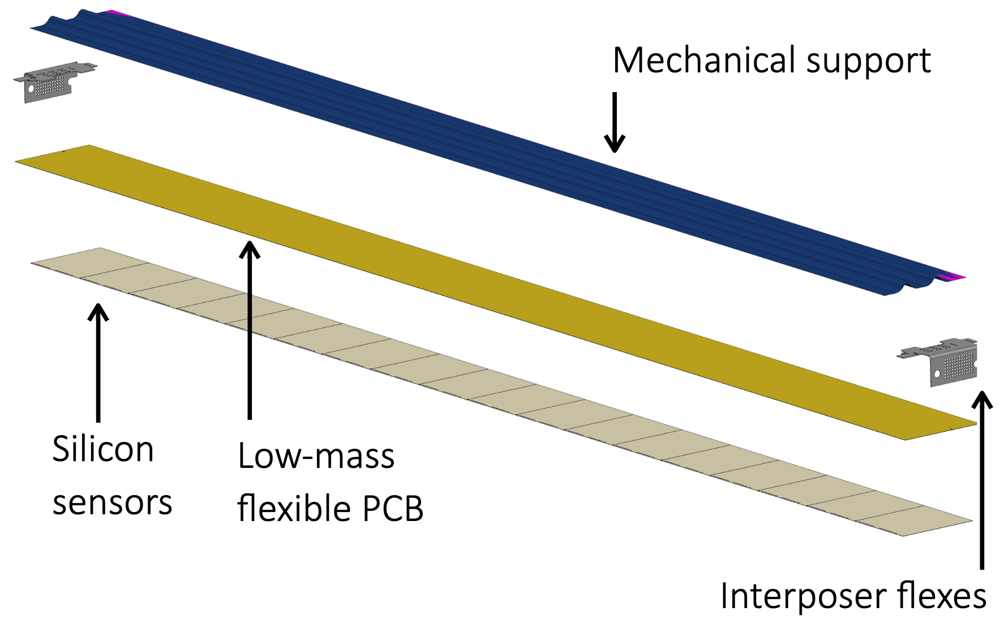 Mechanical support
Silicon
sensors
Low-mass
flexible PCB
Interposer flexes